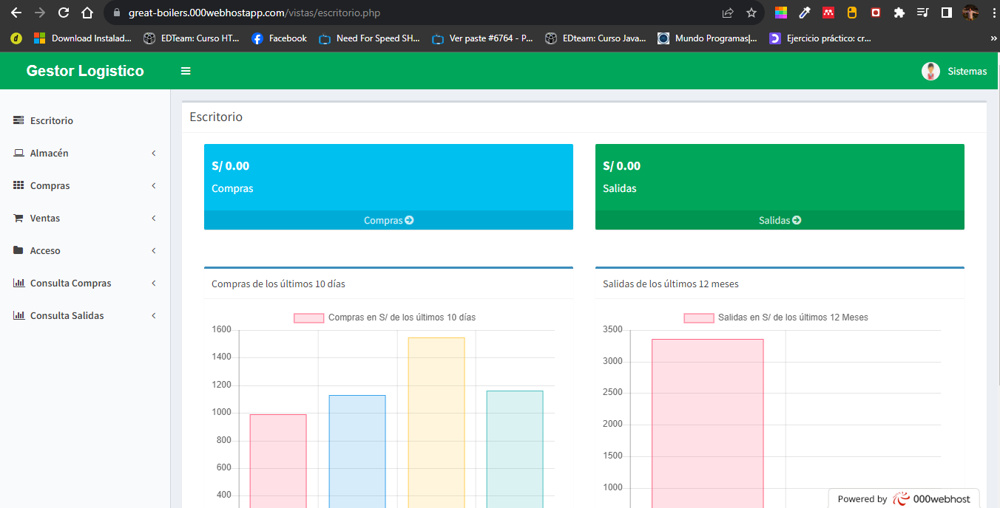 great-boilers.000webhostapp.com/vistas/escritorio.php
Download Instalad... EDTeam: Curso HT... Facebook Need For Speed SH... Ver paste #6764 - P... EDteam: Curso Java... Mundo Programas|... Ejercicio práctico: cr... »
Gestor Logistico
Sistemas
Escritorio
Almacén
Compras
Ventas
Acceso
Consulta Compras
Consulta Salidas
Escritorio
S/ 0.00
Compras
Compras
S/ 0.00
Salidas
Salidas
Compras de los últimos 10 días
Compras en S/ de los últimos 10 días
1600
1400
1200
1000
800
600
400
Salidas de los últimos 12 meses
Salidas en S/ de los últimos 12 Meses
3500
3000
2500
2000
1500
1000
Powered by 000webhost